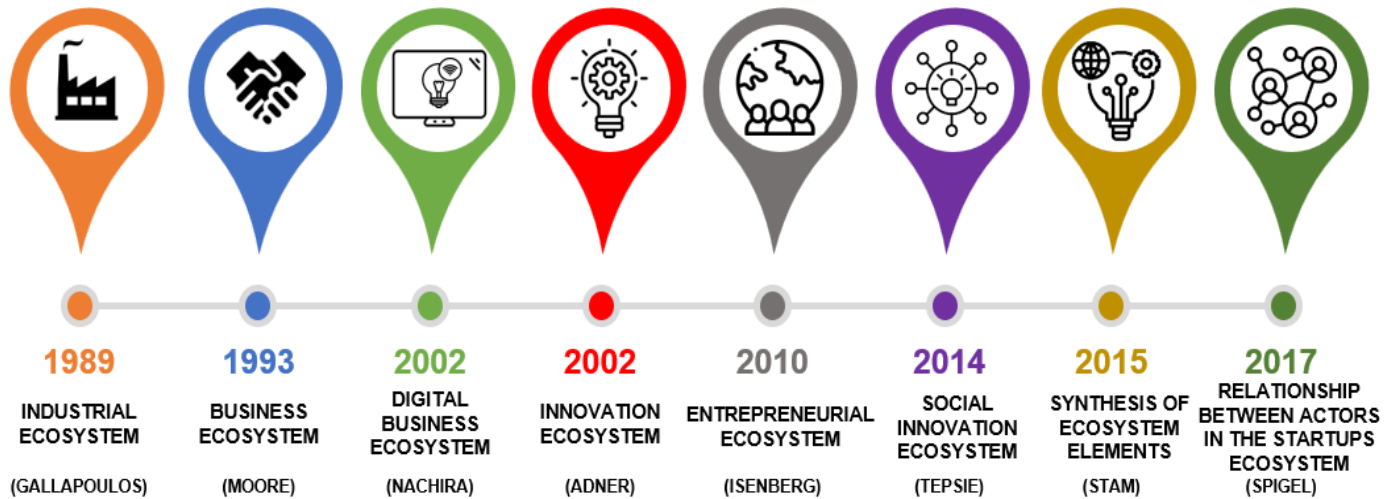 1989
INDUSTRIAL
ECOSYSTEM
(GALLAPOULOS)
1993
BUSINESS
ECOSYSTEM
(MOORE)
2002
DIGITAL
BUSINESS
ECOSYSTEM
(NACHIRA)
2002
INNOVATION
ECOSYSTEM
(ADNER)
2010
ENTREPRENEURIAL
ECOSYSTEM
(ISENBERG)
2014
SOCIAL
INNOVATION
ECOSYSTEM
(TEPSIE)
2015
SYNTHESIS OF
ECOSYSTEM
ELEMENTS
(STAM)
2017
RELATIONSHIP
BETWEEN ACTORS
IN THE STARTUPS
ECOSYSTEM
(SPIGEL)